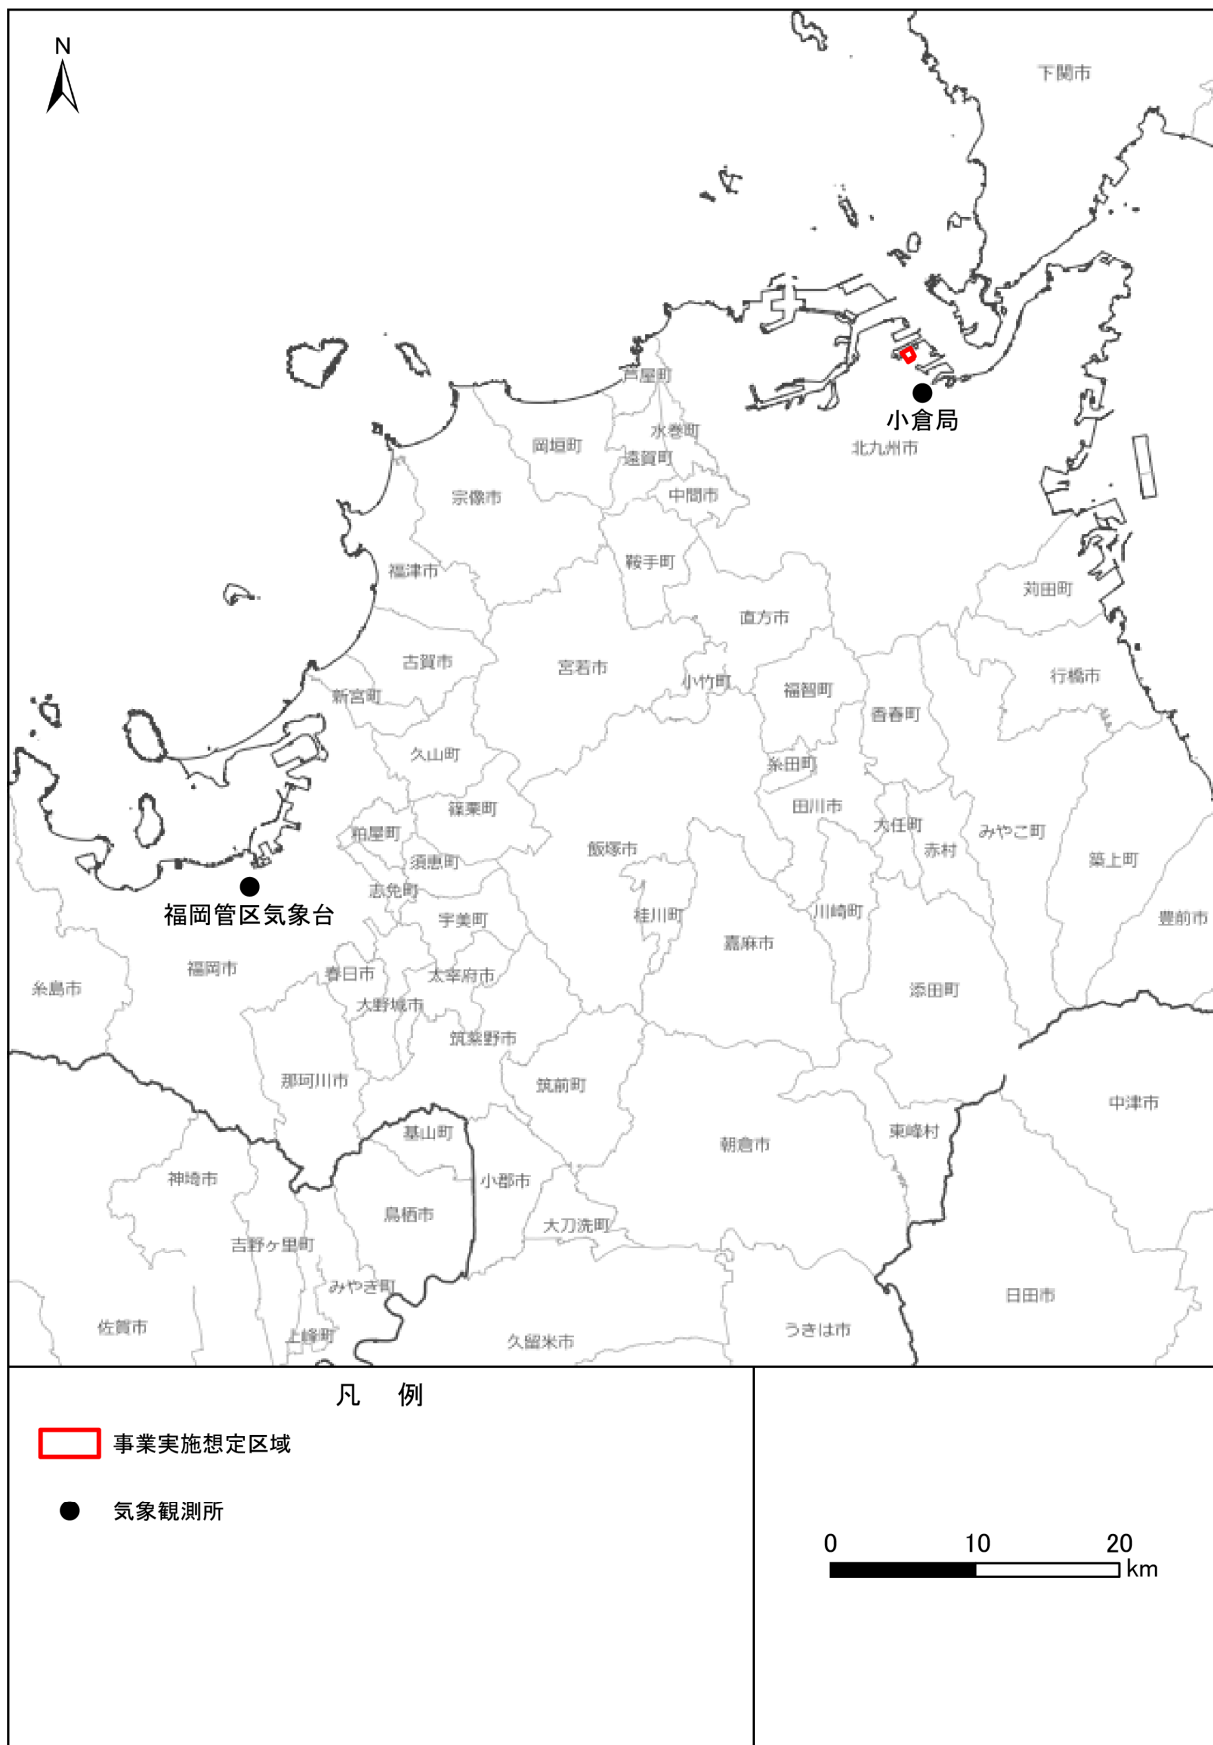 N
下関市
芦屋町
小倉局
水巻町
岡垣町
北九州市
遠賀町
中間市
宗像市
鞍手町
福津市
苅田町
直方市
古賀市
宮若市
行橋市
小竹町
福智町
新宮町
香春町
久山町
糸田町
篠栗町
田川市
大任町
粕屋町
みやこ町
飯塚市
赤村
築上町
須恵町
志免町
福岡管区気象台
川崎町
桂川町
豊前市
宇美町
嘉麻市
福岡市
春日市
太宰府市
糸島市
添田町
大野城市
筑紫野市
那珂川市
筑前町
中津市
基山町
東峰村
朝倉市
神埼市
小郡市
鳥栖市
大刀洗町
吉野ヶ里町
みやき町
日田市
佐賀市
上峰町
うきは市
久留米市
凡 例
事業実施想定区域
気象観測所
0 10 20
km